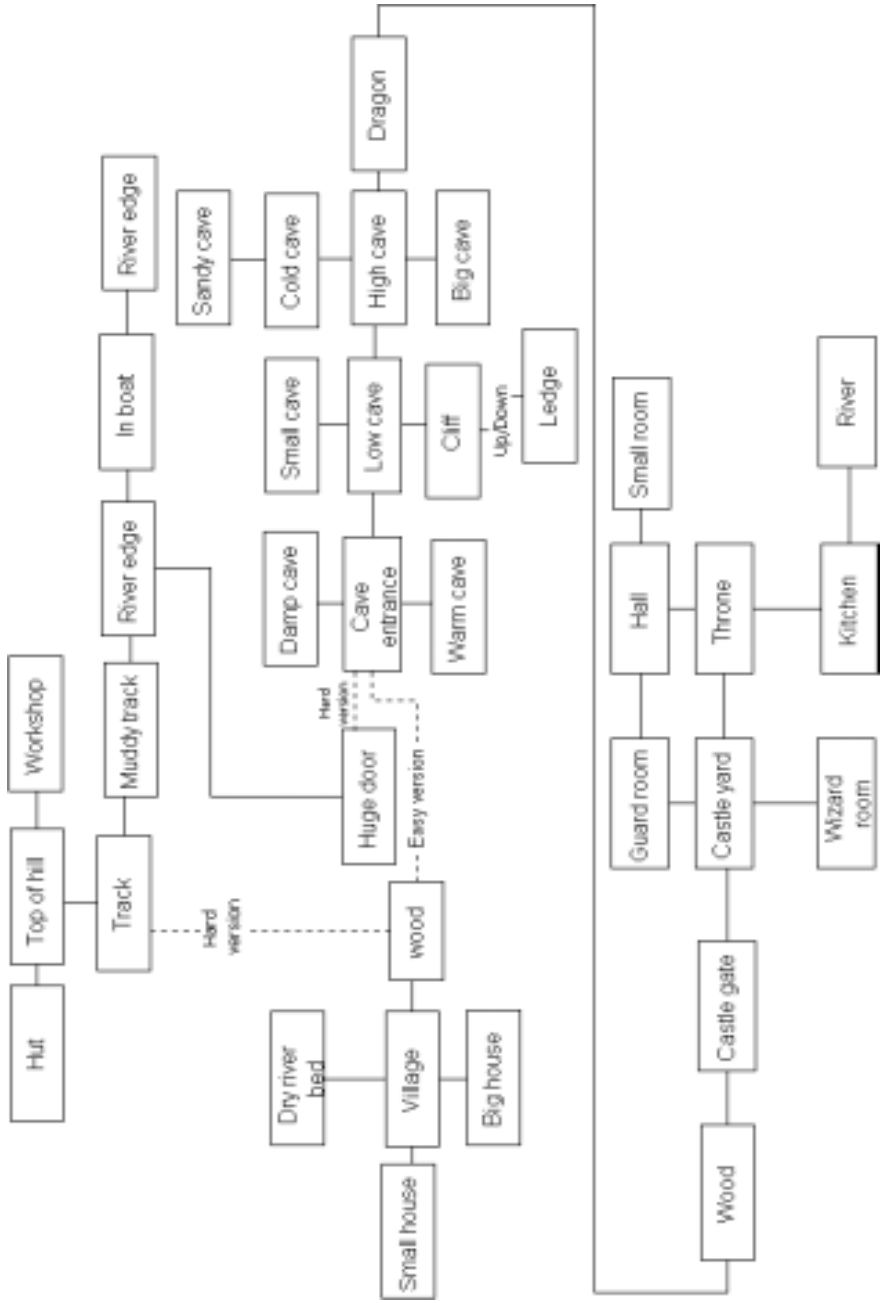 Hut
Top of hill
Workshop
Track
Muddy track
River edge
In boat
River edge
Hard
version
Sandy cave
Dry river
bed
Damp cave
Small cave
Cold cave
Hard
version
Small house
Village
wood
Huge door
Cave
entrance
Low cave
High cave
Dragon
Easy version
Big house
Warm cave
Cliff
Big cave
Up/Down
Ledge
Guard room
Hall
Small room
Wood
Castle gate
Castle yard
Throne
Wizard
room
Kitchen
River